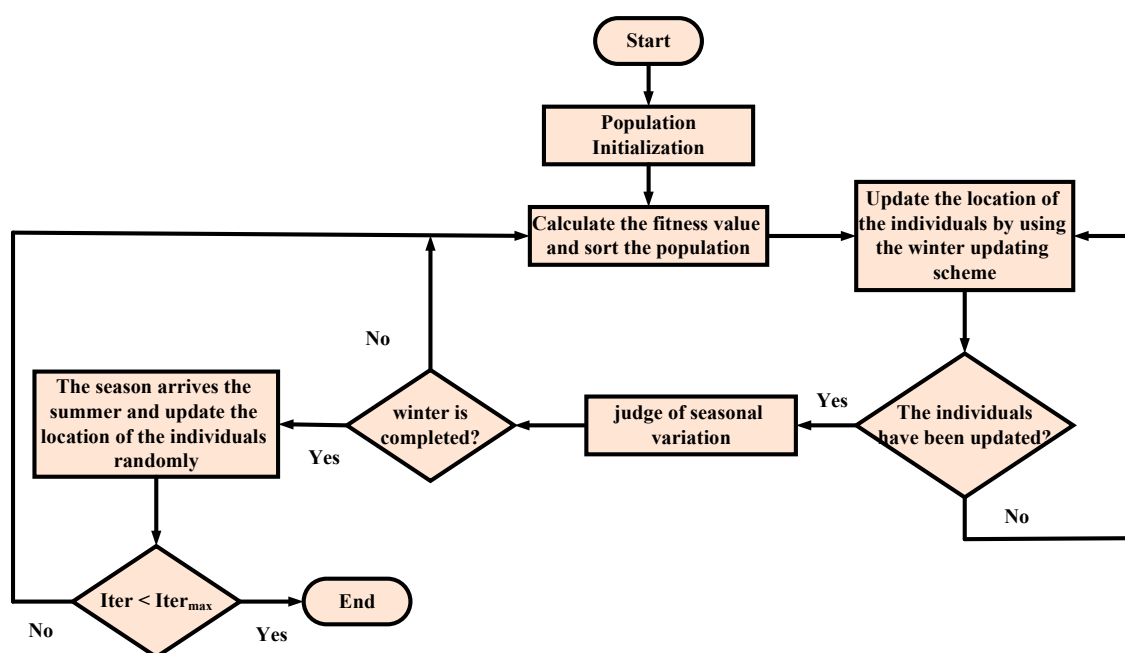 Start
Population
Initialization
Calculate the fitness value
and sort the population
Update the location of
the individuals by using
the winter updating
scheme
The individuals
have been updated?
No
Yes
judge of seasonal
variation
winter is
completed?
No
Yes
The season arrives the
summer and update the
location of the individuals
randomly
Iter < Itermax
No
Yes
End